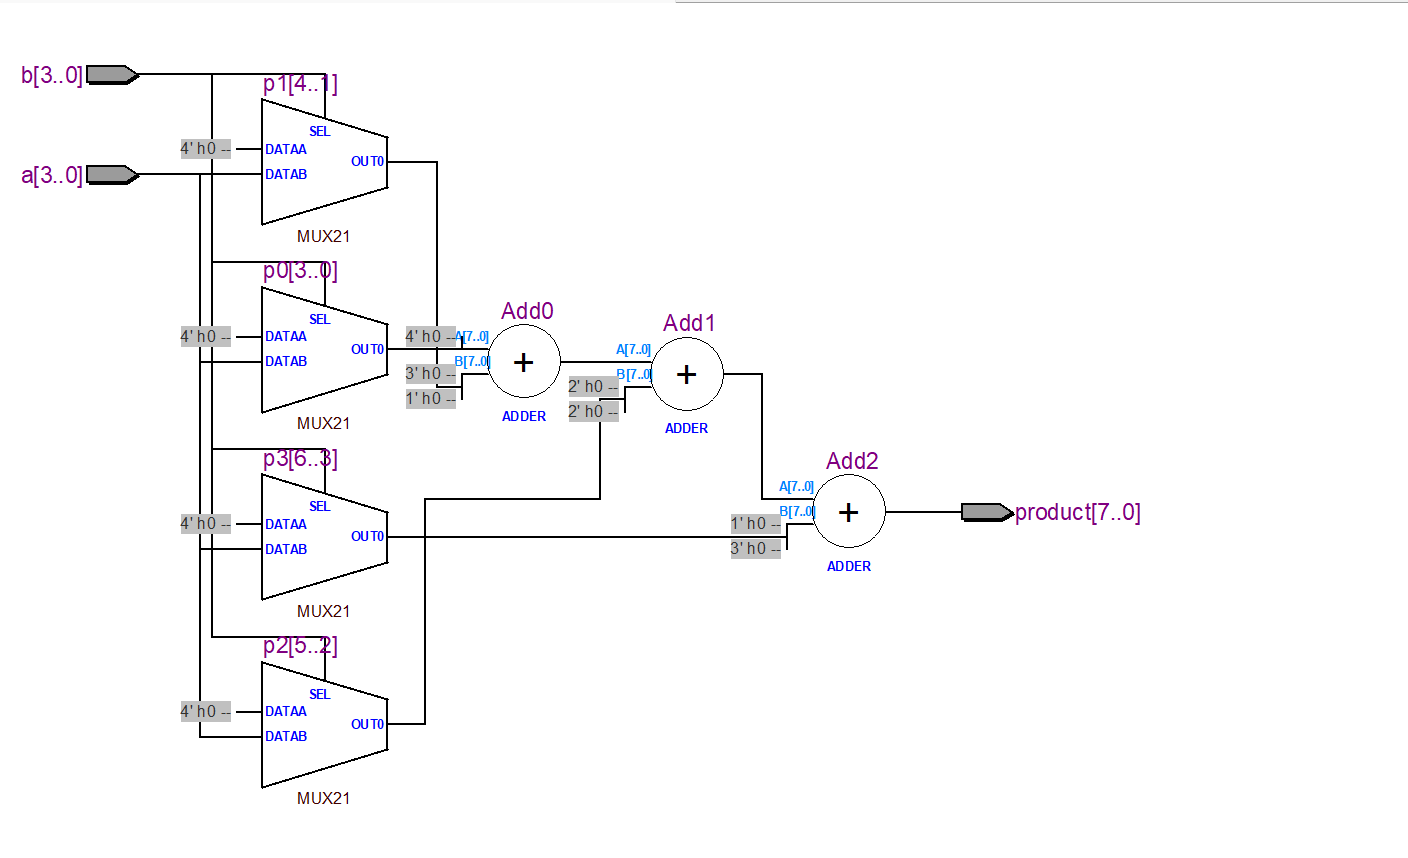 b[3..0]
p1[4..1]
SEL
4' h0 --
DATAA
OUT0
a[3..0]
DATAB
MUX21
p0[3..0]
SEL
4' h0 --
DATAA
OUT0
DATAB
MUX21
4' h0 --
A[7..0]
B[7..0]
3' h0 --
1' h0 --
Add0
+
ADDER
Add1
A[7..0]
B[7..0]
2' h0 --
2' h0 --
+
ADDER
p3[6..3]
SEL
4' h0 --
DATAA
OUT0
DATAB
MUX21
Add2
A[7..0]
B[7..0]
1' h0 --
3' h0 --
+
ADDER
product[7..0]
p2[5..2]
SEL
4' h0 --
DATAA
OUT0
DATAB
MUX21